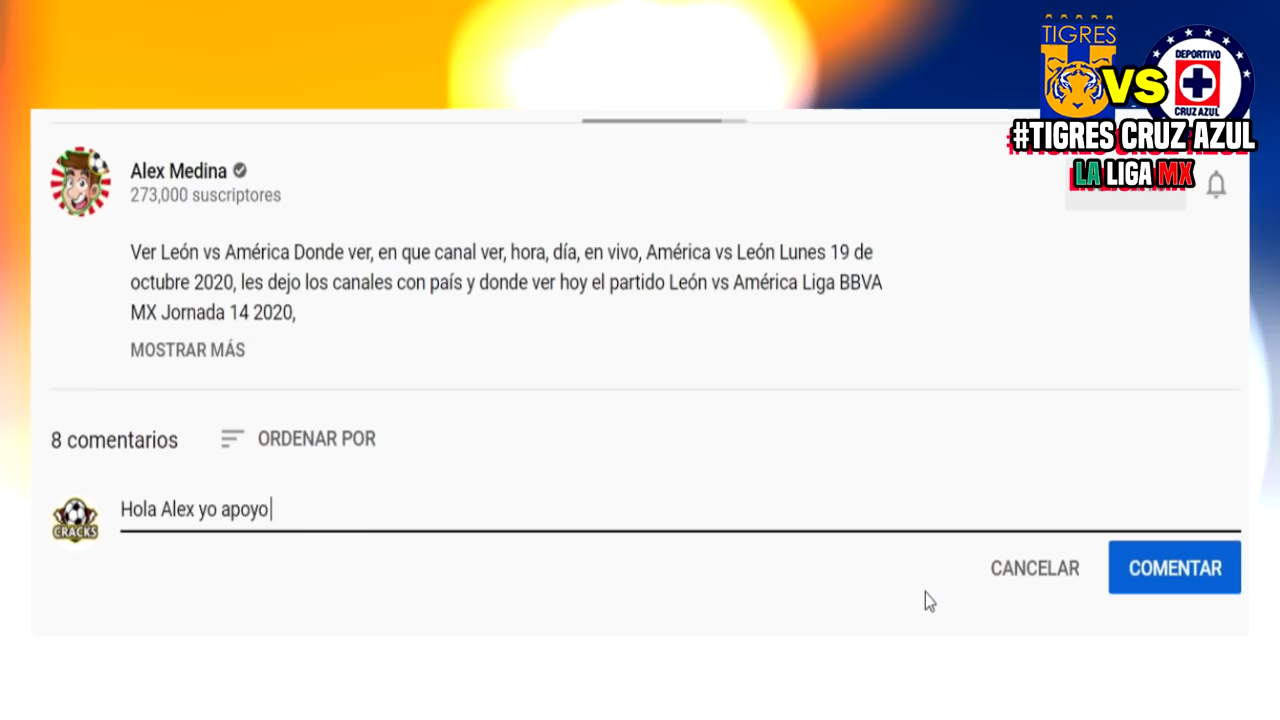 TIGRES
VS
DEPORTIVO
CRUZ AZUL
#TIGRES CRUZ AZUL
LA LIGA MX
Alex Medina
273,000 suscriptores
Ver León vs América Donde ver, en que canal ver, hora, día, en vivo, América vs León Lunes 19 de
octubre 2020, les dejo los canales con país y donde ver hoy el partido León vs América Liga BBVA
MX Jornada 14 2020,
MOSTRAR MÁS
8 comentarios
ORDENAR POR
CRACKS
Hola Alex yo apoyo
CANCELAR
COMENTAR